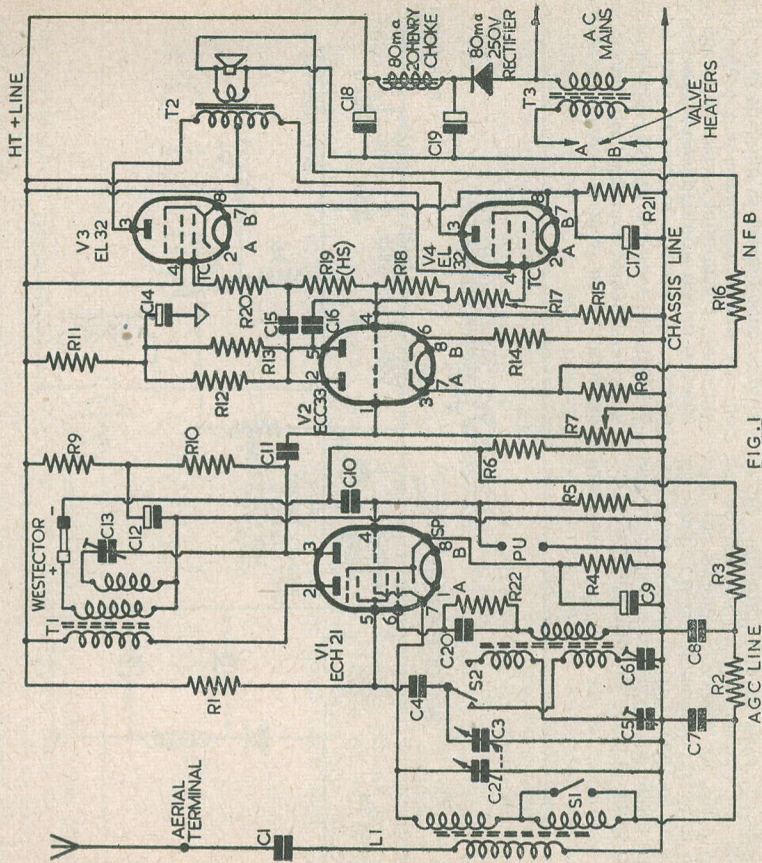 HT + LINE
AERIAL
TERMINAL
C1
L1
R1
T1
WESTECTOR
+
-
C13
C12
R9
R10
R11
C14
V1
ECH 21
2
3
5
6
4
7
1
8
SP
A
B
C11
C10
V2
ECC33
R12
R13
2
5
1
4
3
7
8
6
A
B
C15
C16
R20
R19
(HS)
R18
R17
V3
EL 32
3
4
TC
2
7
8
A
B
V4
EL
32
3
4
TC
2
7
8
A
B
T2
C18
80ma
20HENRY
CHOKE
C19
80ma
250V
RECTIFIER
T3
AC
MAINS
A
B
VALVE
HEATERS
C4
C2
C3
S2
S1
C20
R22
C5
C6
C7
C8
R2
R3
AGC LINE
C9
R4
PU
R5
R6
R7
R8
R14
R15
C17
R21
CHASSIS LINE
R16
N F B
FIG. 1